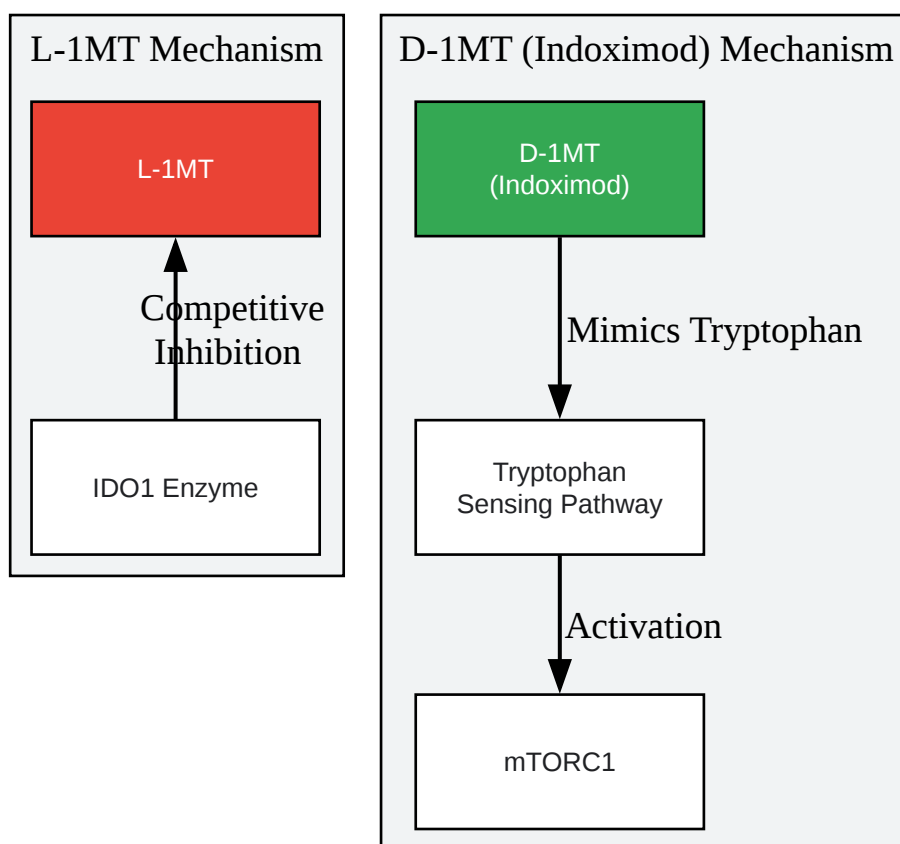 L-1MT Mechanism
L-1MT
Competitive
Inhibition
IDO1 Enzyme
D-1MT (Indoximod) Mechanism
D-1MT
(Indoximod)
Mimics Tryptophan
Tryptophan
Sensing Pathway
Activation
mTORC1